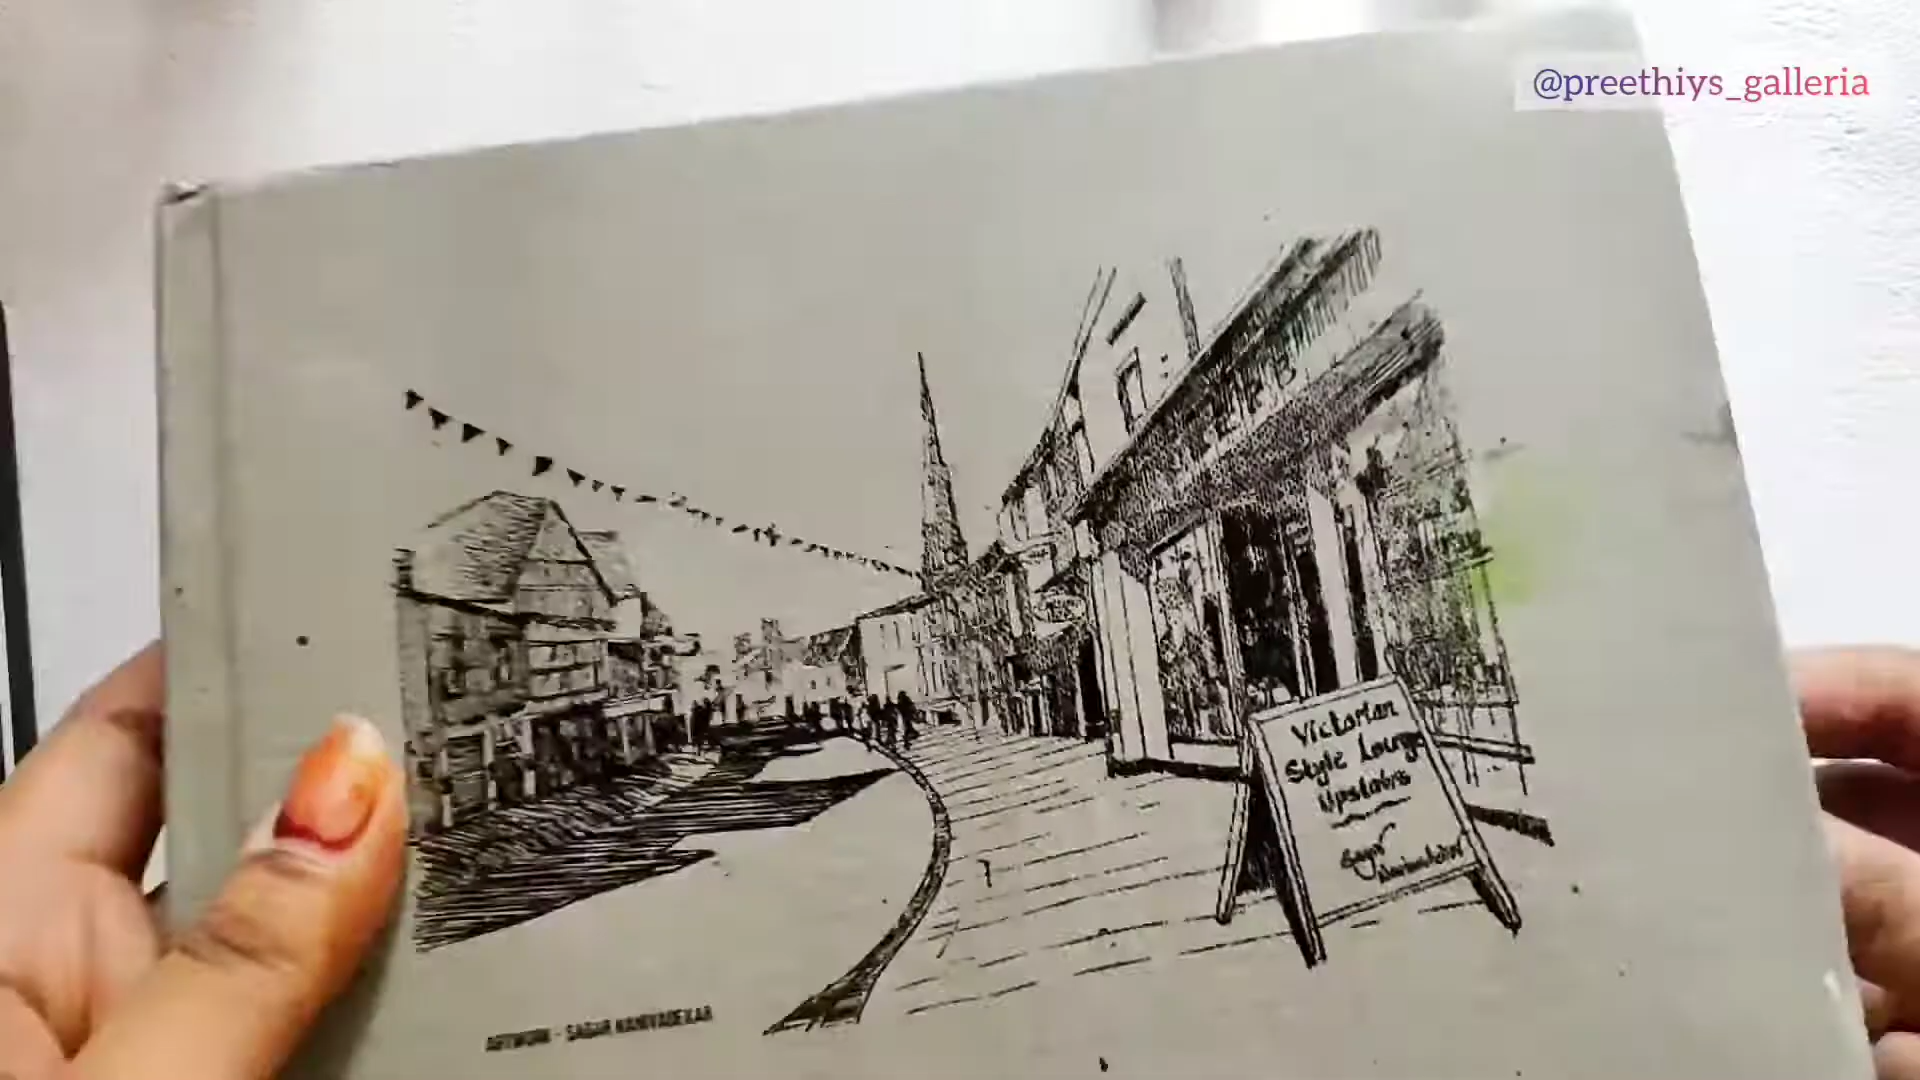 @preethiys_galleria
Victorian
Style Lounge
Upstairs
ARTWORK - SAGAR NANIVADEKAR